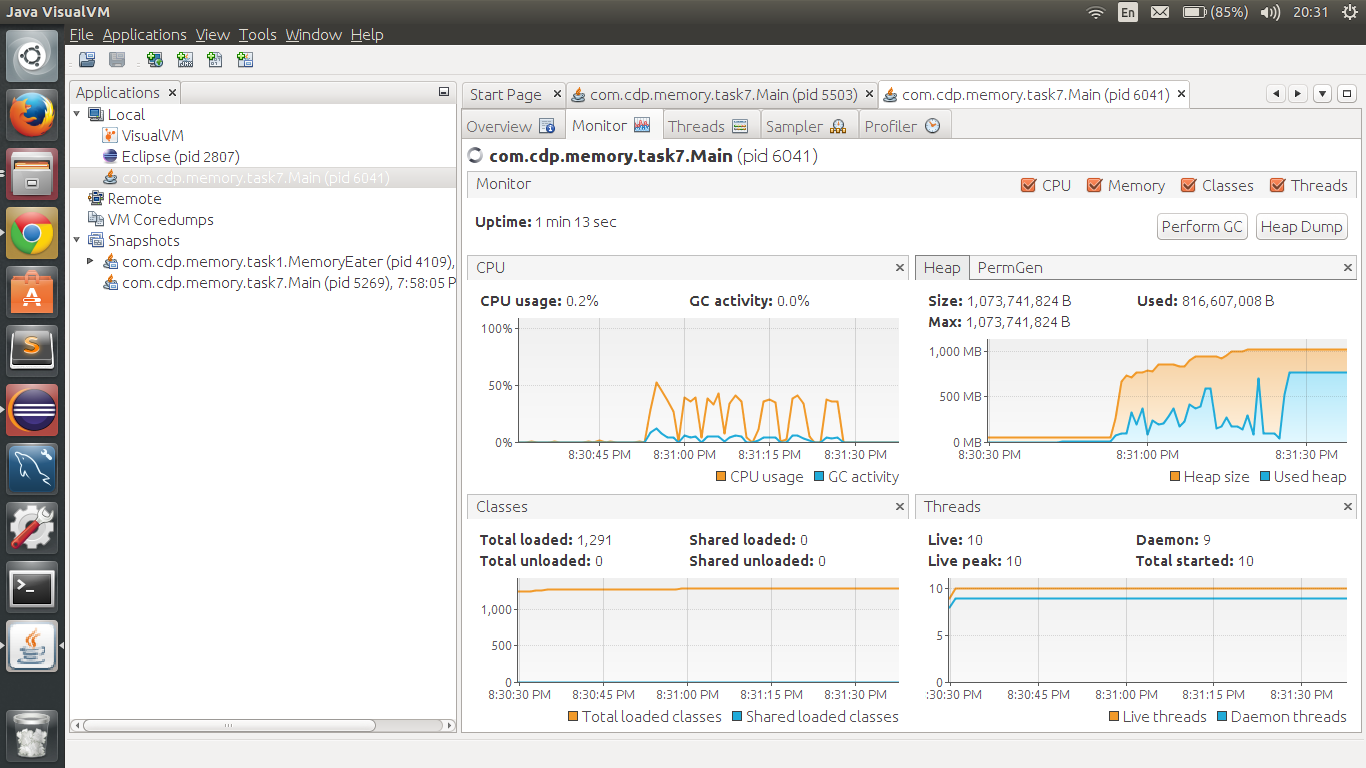 Java VisualVM
En
(85%)
20:31
File Applications View Tools Window Help
Applications
Local
VisualVM
Eclipse (pid 2807)
com.cdp.memory.task7.Main (pid 6041)
Remote
VM Coredumps
Snapshots
com.cdp.memory.task1.MemoryEater (pid 4109),
com.cdp.memory.task7.Main (pid 5269), 7:58:05 P
Start Page
com.cdp.memory.task7.Main (pid 5503)
com.cdp.memory.task7.Main (pid 6041)
Overview Monitor Threads Sampler Profiler
com.cdp.memory.task7.Main (pid 6041)
Monitor
CPU Memory Classes Threads
Uptime: 1 min 13 sec
Perform GC Heap Dump
CPU
CPU usage: 0.2% GC activity: 0.0%
100%
50%
0%
8:30:45 PM 8:31:00 PM 8:31:15 PM 8:31:30 PM
CPU usage GC activity
Heap PermGen
Size: 1,073,741,824 B Used: 816,607,008 B
Max: 1,073,741,824 B
1,000 MB
500 MB
0 MB
8:30:30 PM 8:31:00 PM 8:31:30 PM
Heap size Used heap
Classes
Total loaded: 1,291 Shared loaded: 0
Total unloaded: 0 Shared unloaded: 0
1,000
500
0
8:30:30 PM 8:30:45 PM 8:31:00 PM 8:31:15 PM 8:31:30 PM
Total loaded classes Shared loaded classes
Threads
Live: 10 Daemon: 9
Live peak: 10 Total started: 10
10
5
0
:30:30 PM 8:30:45 PM 8:31:00 PM 8:31:15 PM 8:31:30 PM
Live threads Daemon threads